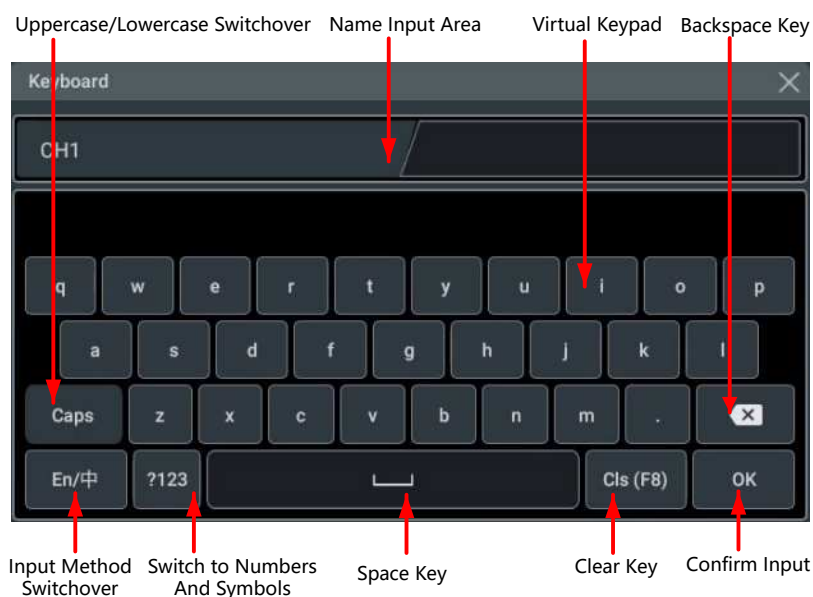 Uppercase/Lowercase Switchover Name Input Area Virtual Keypad Backspace Key
Keyboard
CH1
q w e r t y u i o p
a s d f g h j k l
Caps z x c v b n m .
En/中 ?123 Cls (F8) OK
Input Method Switchover
Switch to Numbers And Symbols
Space Key
Clear Key
Confirm Input